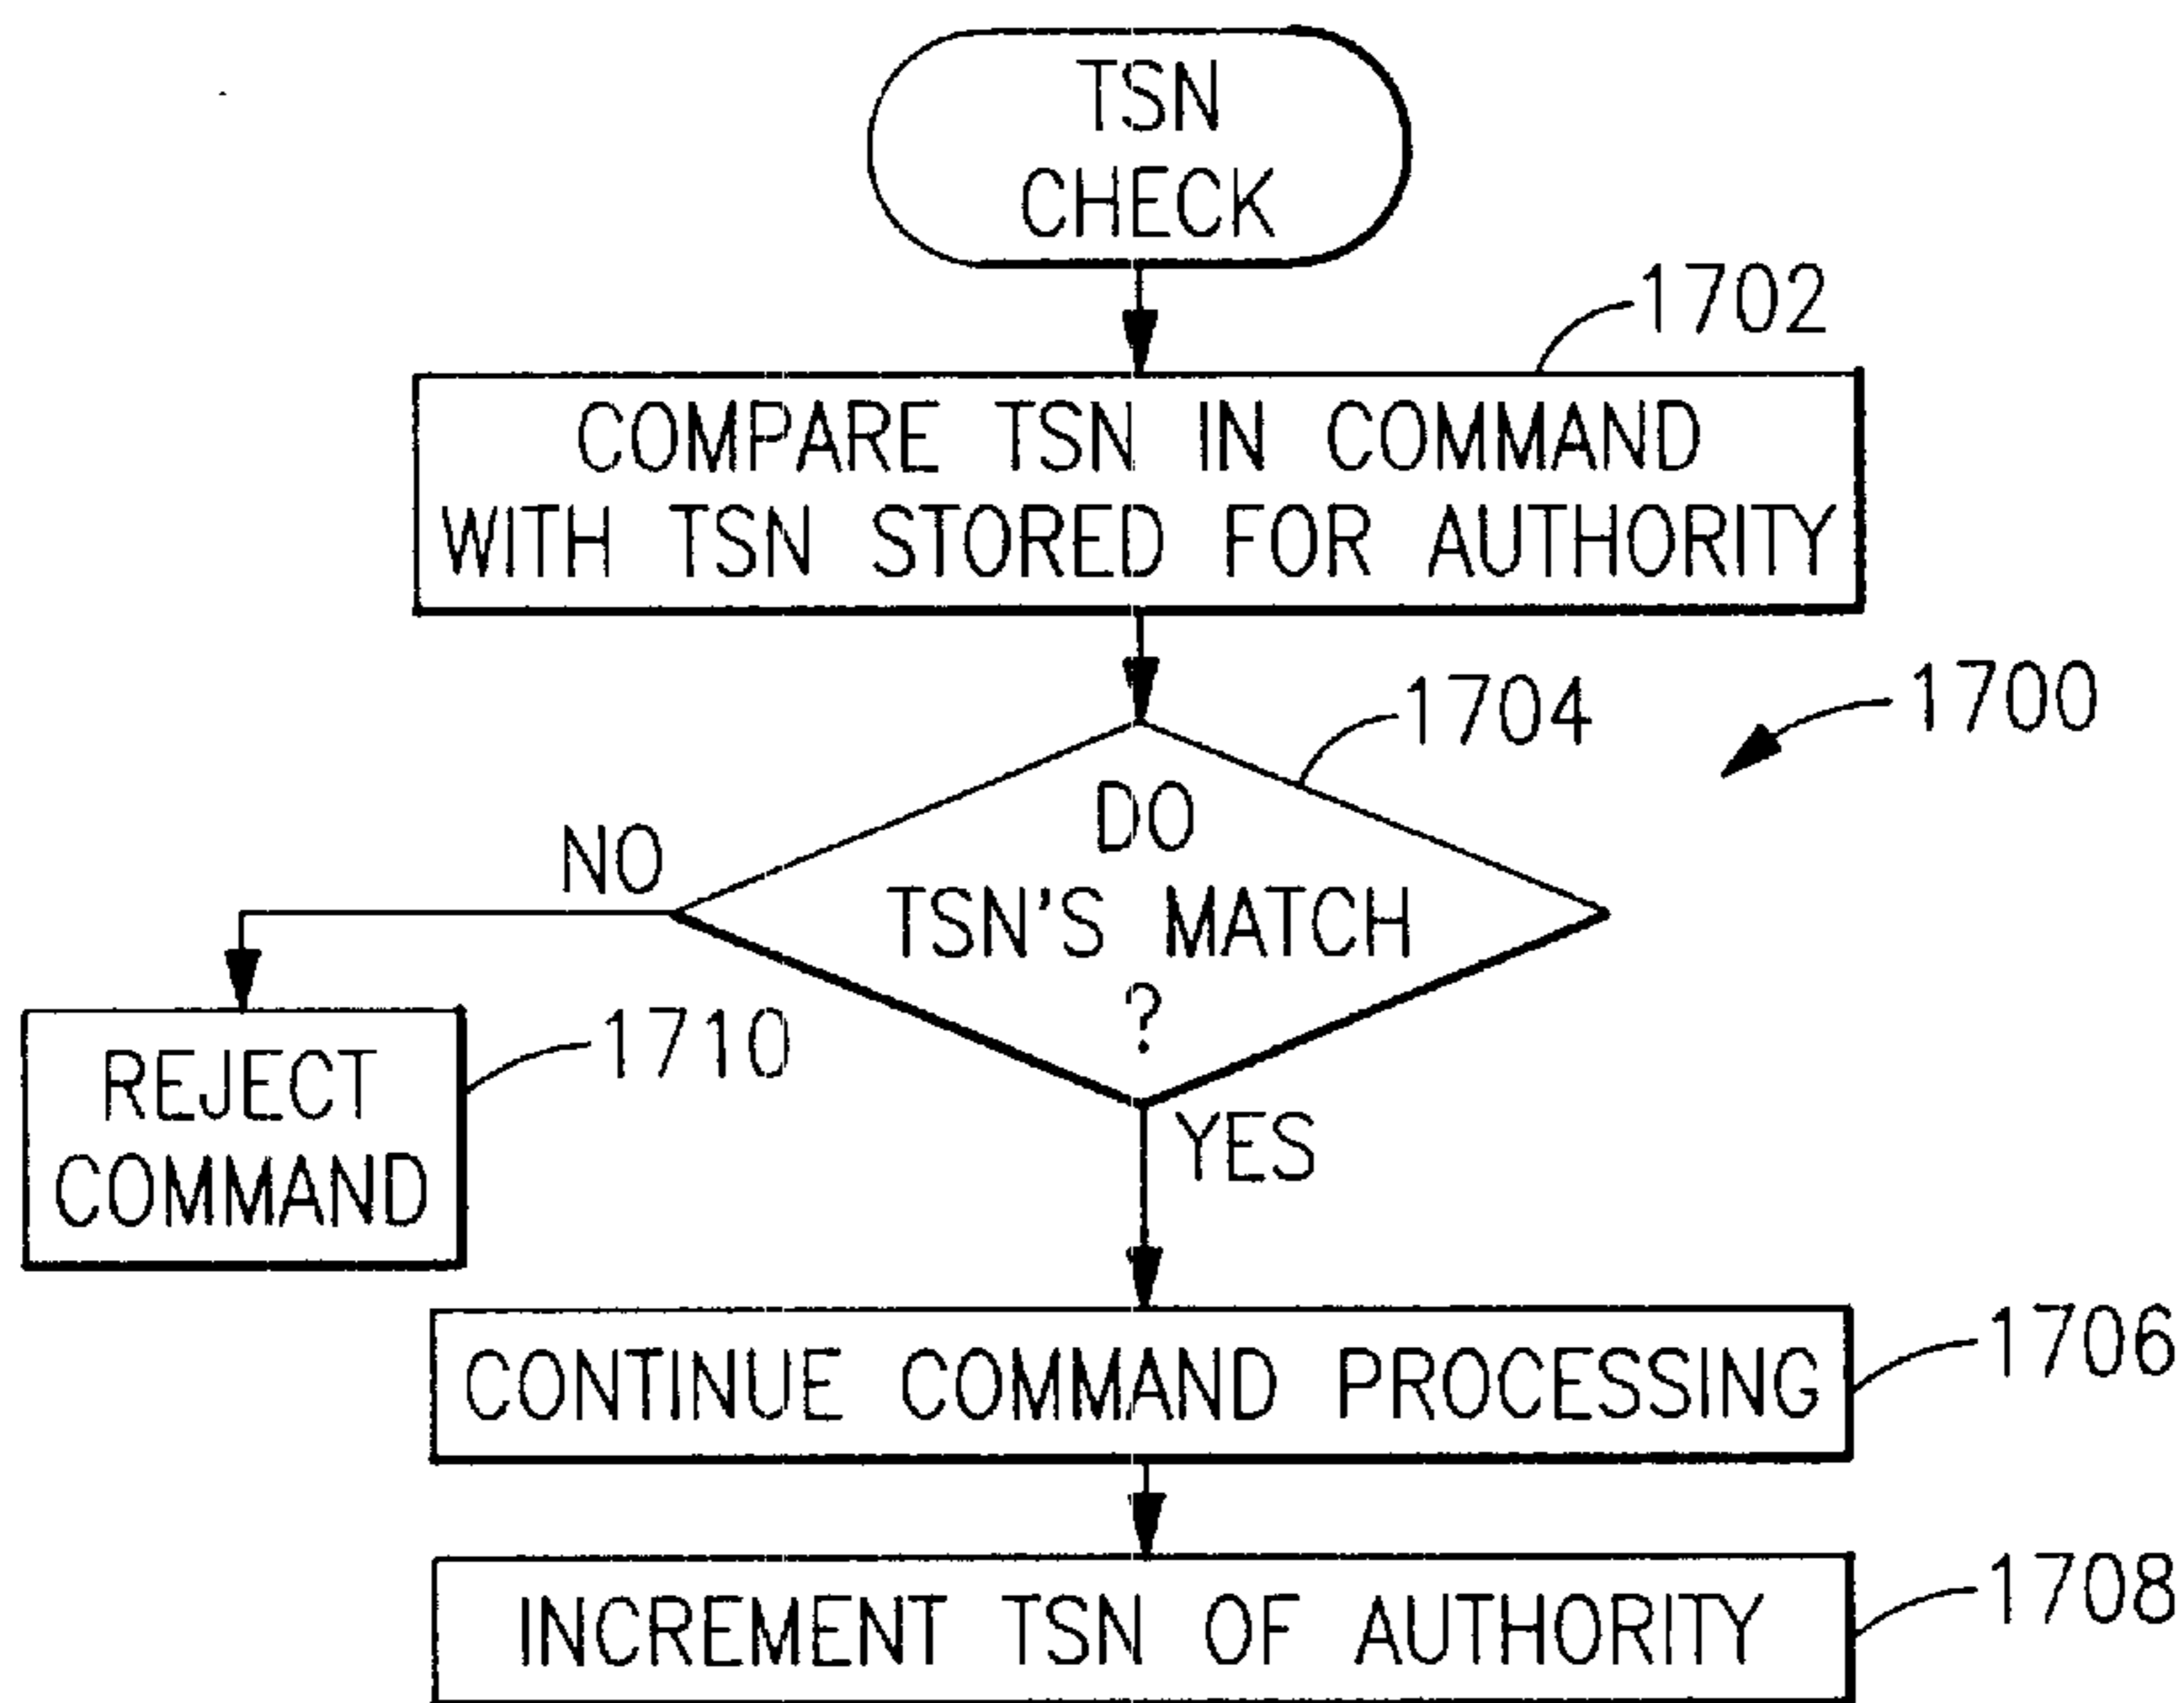 TSN
CHECK
1702
COMPARE TSN IN COMMAND
WITH TSN STORED FOR AUTHORITY
1704
1700
DO
TSN'S MATCH
?
NO
YES
1710
REJECT
COMMAND
1706
CONTINUE COMMAND PROCESSING
1708
INCREMENT TSN OF AUTHORITY